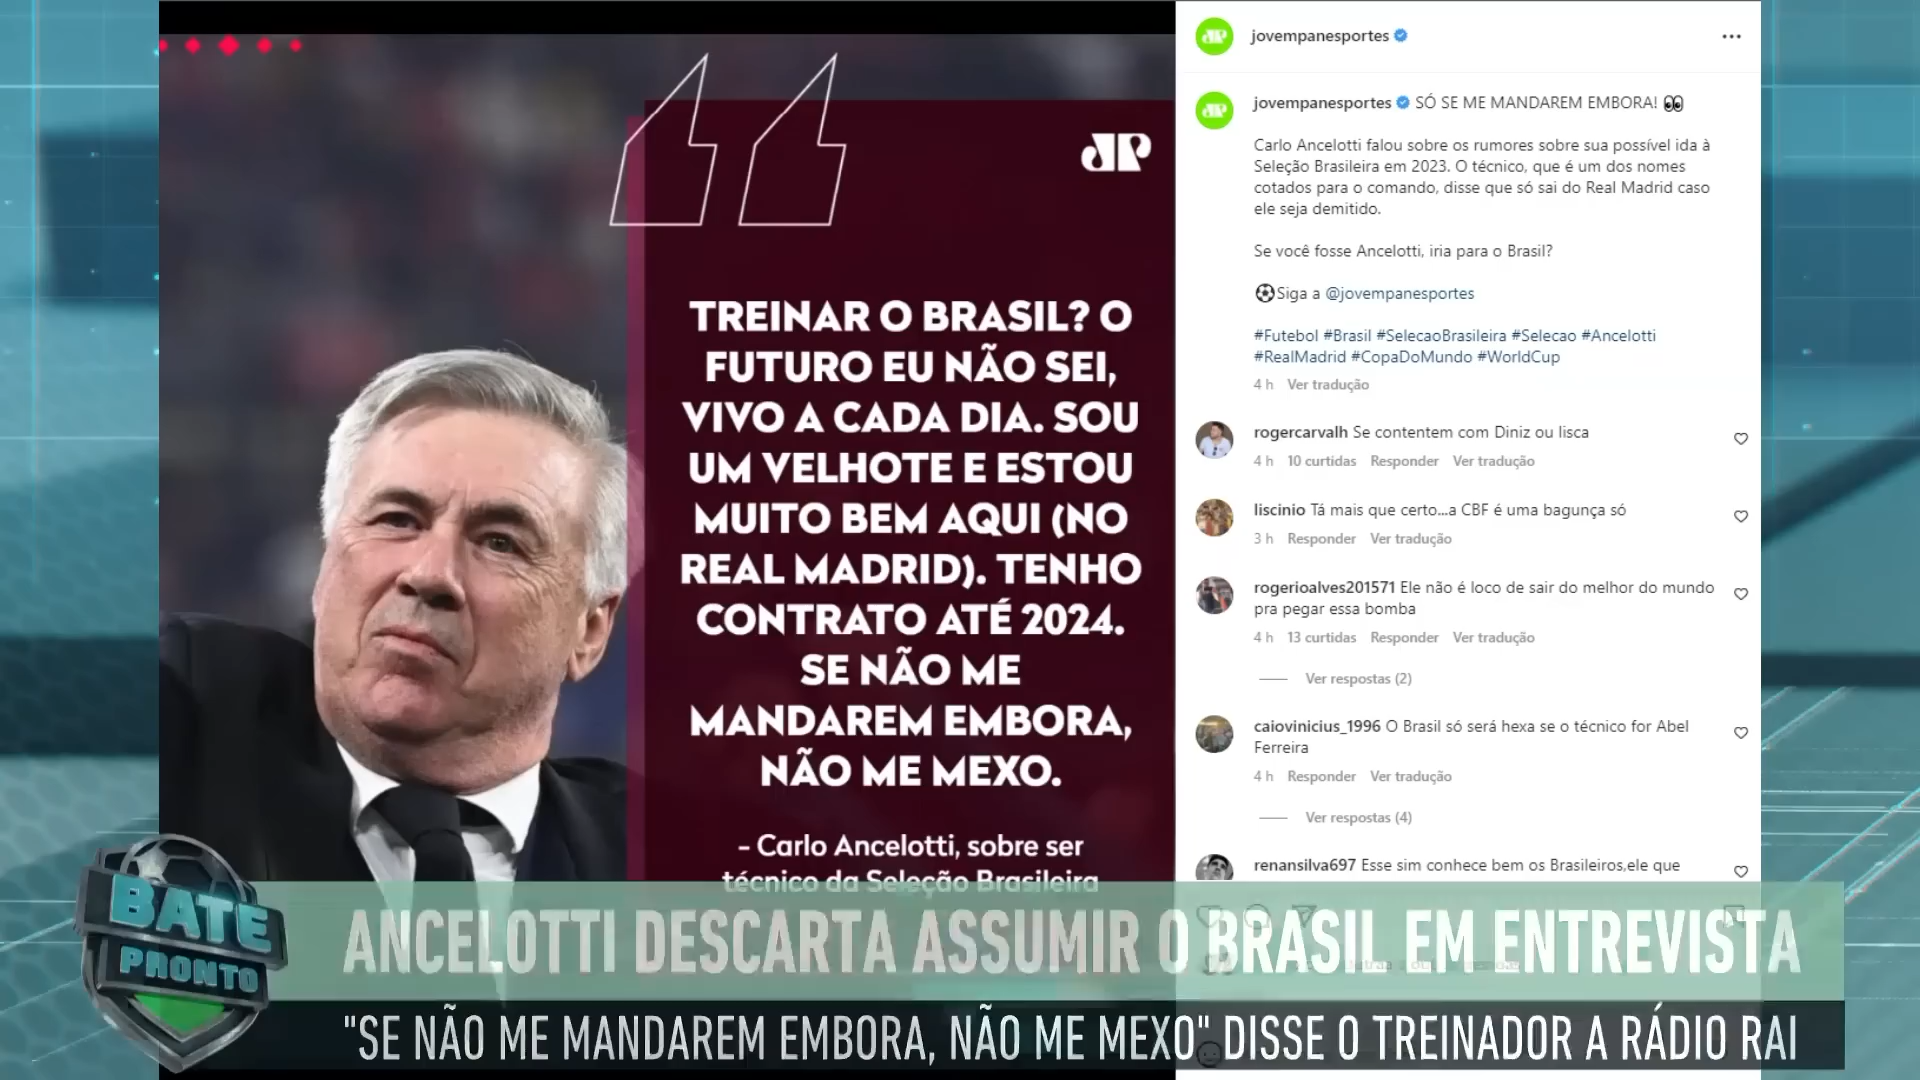 JP
TREINAR O BRASIL? O
FUTURO EU NÃO SEI,
VIVO A CADA DIA. SOU
UM VELHOTE E ESTOU
MUITO BEM AQUI (NO
REAL MADRID). TENHO
CONTRATO ATÉ 2024.
SE NÃO ME
MANDAREM EMBORA,
NÃO ME MEXO.
- Carlo Ancelotti, sobre ser
técnico da Seleção Brasileira
JP
jovempanesportes
JP
jovempanesportes SÓ SE ME MANDAREM EMBORA! 👀
Carlo Ancelotti falou sobre os rumores sobre sua possível ida à
Seleção Brasileira em 2023. O técnico, que é um dos nomes
cotados para o comando, disse que só sai do Real Madrid caso
ele seja demitido.
Se você fosse Ancelotti, iria para o Brasil?
⚽Siga a @jovempanesportes
#Futebol #Brasil #SelecaoBrasileira #Selecao #Ancelotti
#RealMadrid #CopaDoMundo #WorldCup
4 h Ver tradução
rogercarvalh Se contentem com Diniz ou lisca
4 h 10 curtidas Responder Ver tradução
liscinio Tá mais que certo...a CBF é uma bagunça só
3 h Responder Ver tradução
rogerioalves201571 Ele não é loco de sair do melhor do mundo
pra pegar essa bomba
4 h 13 curtidas Responder Ver tradução
Ver respostas (2)
caiovinicius_1996 O Brasil só será hexa se o técnico for Abel
Ferreira
4 h Responder Ver tradução
Ver respostas (4)
renansilva697 Esse sim conhece bem os Brasileiros,ele que
BATE
PRONTO
ANCELOTTI DESCARTA ASSUMIR O BRASIL EM ENTREVISTA
"SE NÃO ME MANDAREM EMBORA, NÃO ME MEXO" DISSE O TREINADOR A RÁDIO RAI